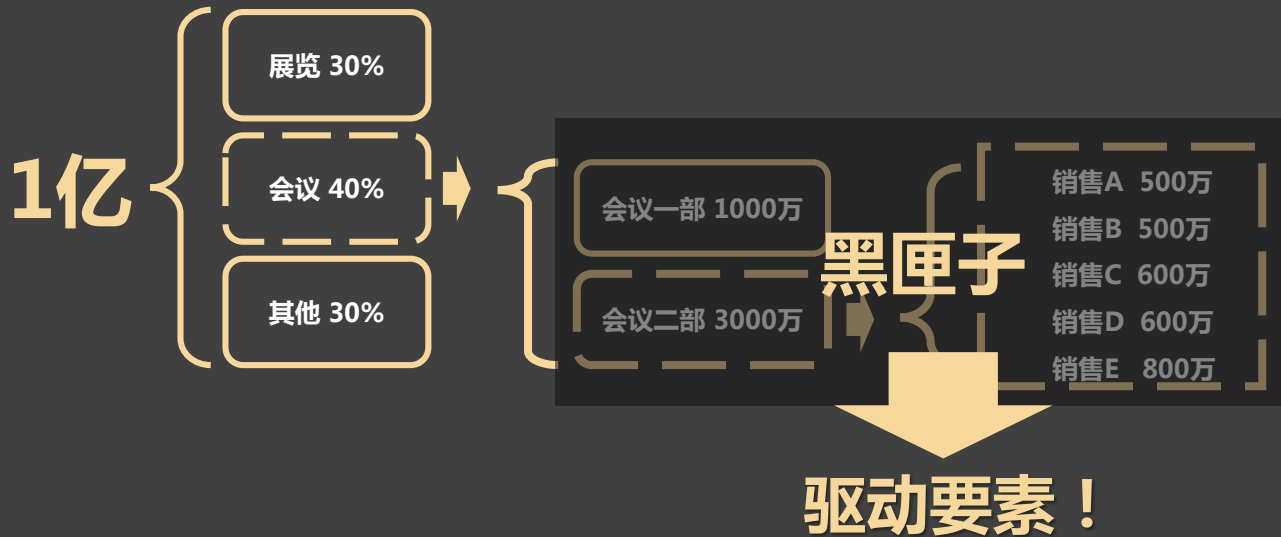 1亿
展览 30%
会议 40%
其他 30%
会议一部 1000万
会议二部 3000万
黑匣子
销售A 500万
销售B 500万
销售C 600万
销售D 600万
销售E 800万
驱动要素！